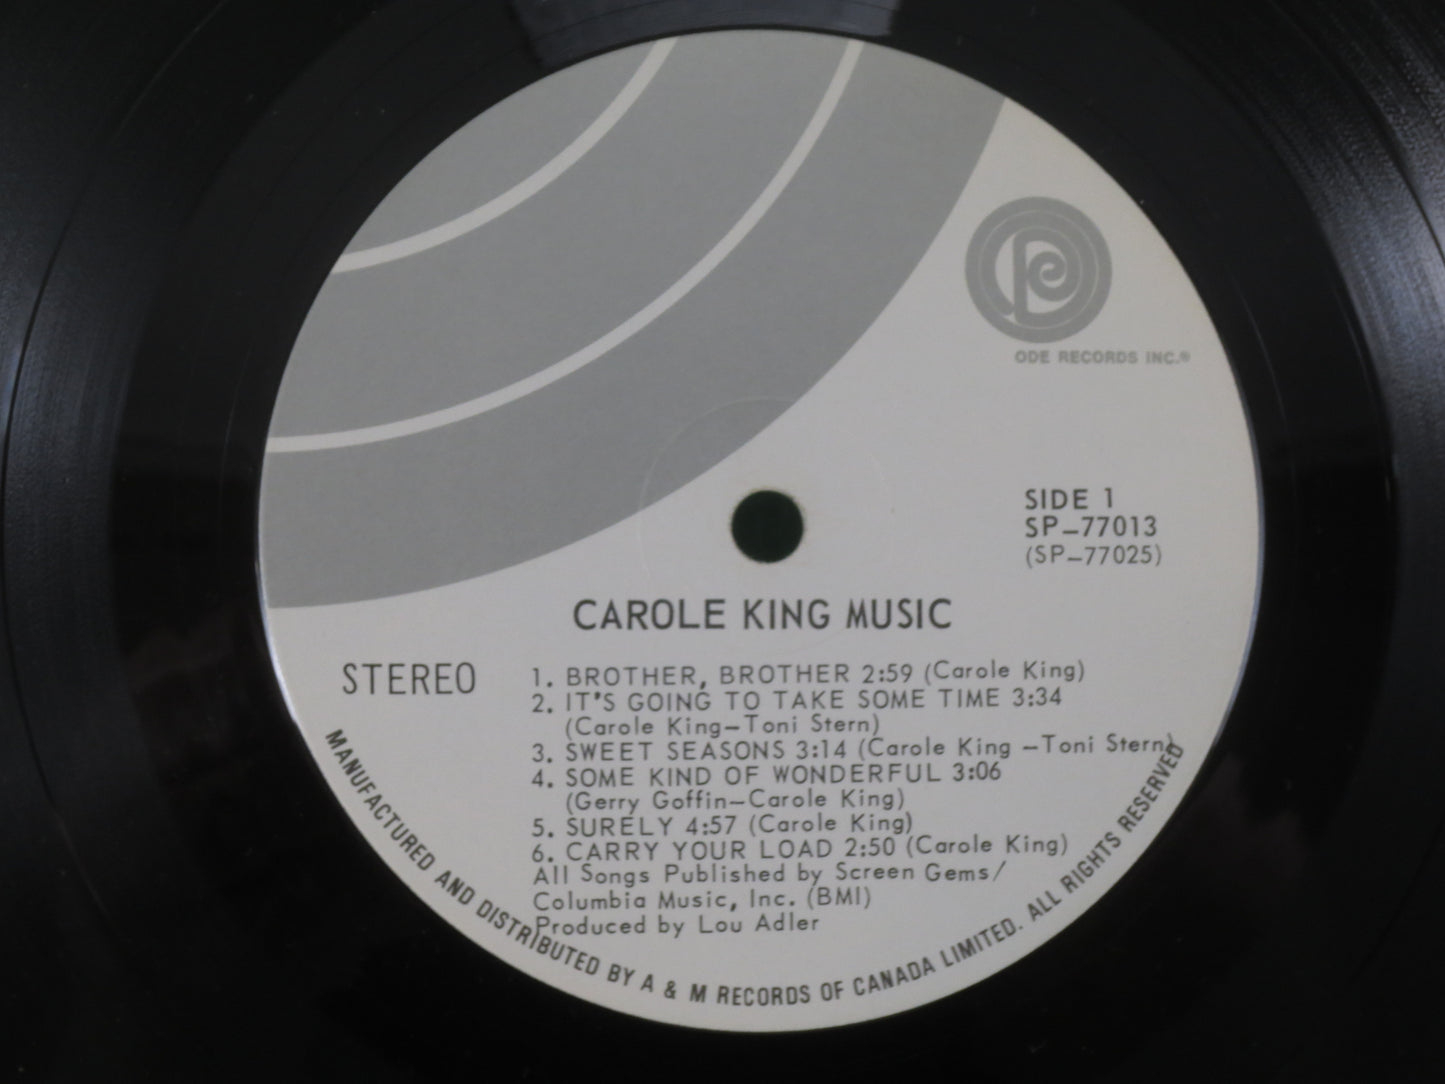 ODE RECORDS INC.®
SIDE 1
SP-77013
(SP-77025)
CAROLE KING MUSIC
STEREO
1. BROTHER, BROTHER 2:59 (Carole King)
2. IT'S GOING TO TAKE SOME TIME 3:34
(Carole King-Toni Stern)
3. SWEET SEASONS 3:14 (Carole King -Toni Stern)
4. SOME KIND OF WONDERFUL 3:06
(Gerry Goffin-Carole King)
5. SURELY 4:57 (Carole King)
6. CARRY YOUR LOAD 2:50 (Carole King)
All Songs Published by Screen Gems/
Columbia Music, Inc. (BMI)
Produced by Lou Adler
MANUFACTURED AND DISTRIBUTED BY A & M RECORDS OF CANADA LIMITED. ALL RIGHTS RESERVED